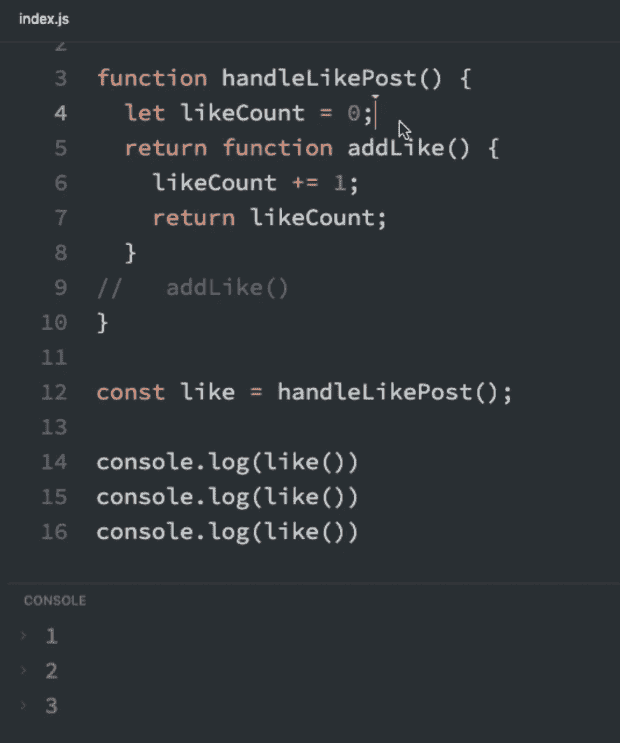 index.js
2
3 function handleLikePost() {
4   let likeCount = 0;
5   return function addLike() {
6     likeCount += 1;
7     return likeCount;
8   }
9 //   addLike()
10 }
11
12 const like = handleLikePost();
13
14 console.log(like())
15 console.log(like())
16 console.log(like())
CONSOLE
› 1
› 2
› 3